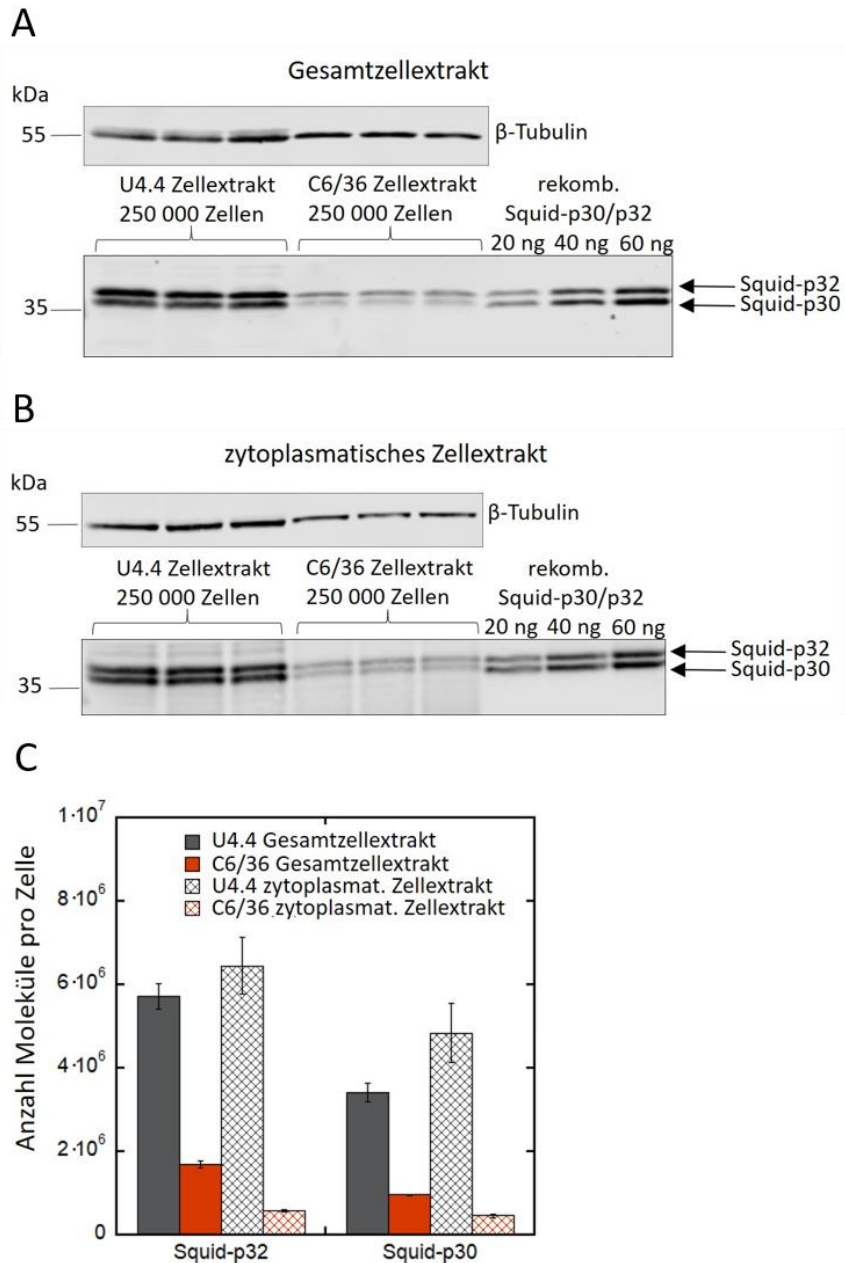 A
Gesamtzellextrakt
kDa
55
β-Tubulin
U4.4 Zellextrakt
250 000 Zellen
C6/36 Zellextrakt
250 000 Zellen
rekomb.
Squid-p30/p32
20 ng 40 ng 60 ng
35
Squid-p32
Squid-p30
B
zytoplasmatisches Zellextrakt
kDa
55
β-Tubulin
U4.4 Zellextrakt
250 000 Zellen
C6/36 Zellextrakt
250 000 Zellen
rekomb.
Squid-p30/p32
20 ng 40 ng 60 ng
35
Squid-p32
Squid-p30
C
Anzahl Moleküle pro Zelle
1·10⁷
8·10⁶
6·10⁶
4·10⁶
2·10⁶
0
U4.4 Gesamtzellextrakt
C6/36 Gesamtzellextrakt
U4.4 zytoplasmat. Zellextrakt
C6/36 zytoplasmat. Zellextrakt
Squid-p32
Squid-p30